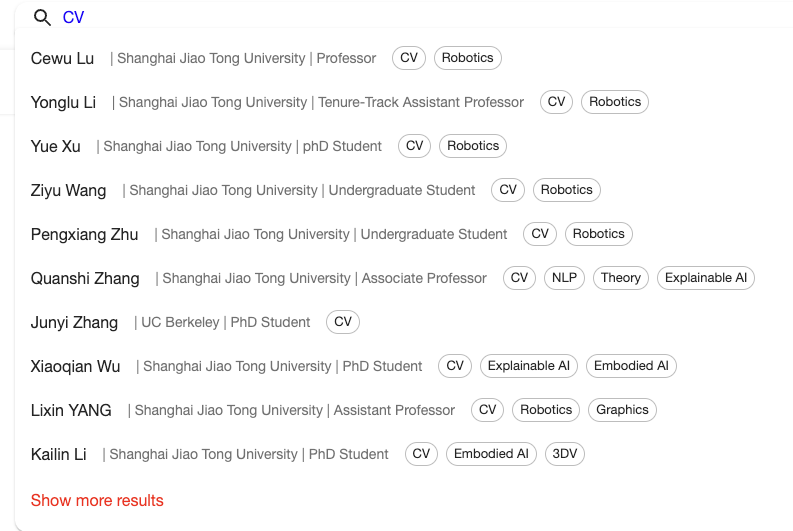 CV
Cewu Lu | Shanghai Jiao Tong University | Professor CV Robotics
Yonglu Li | Shanghai Jiao Tong University | Tenure-Track Assistant Professor CV Robotics
Yue Xu | Shanghai Jiao Tong University | phD Student CV Robotics
Ziyu Wang | Shanghai Jiao Tong University | Undergraduate Student CV Robotics
Pengxiang Zhu | Shanghai Jiao Tong University | Undergraduate Student CV Robotics
Quanshi Zhang | Shanghai Jiao Tong University | Associate Professor CV NLP Theory Explainable AI
Junyi Zhang | UC Berkeley | PhD Student CV
Xiaoqian Wu | Shanghai Jiao Tong University | PhD Student CV Explainable AI Embodied AI
Lixin YANG | Shanghai Jiao Tong University | Assistant Professor CV Robotics Graphics
Kailin Li | Shanghai Jiao Tong University | PhD Student CV Embodied AI 3DV
Show more results